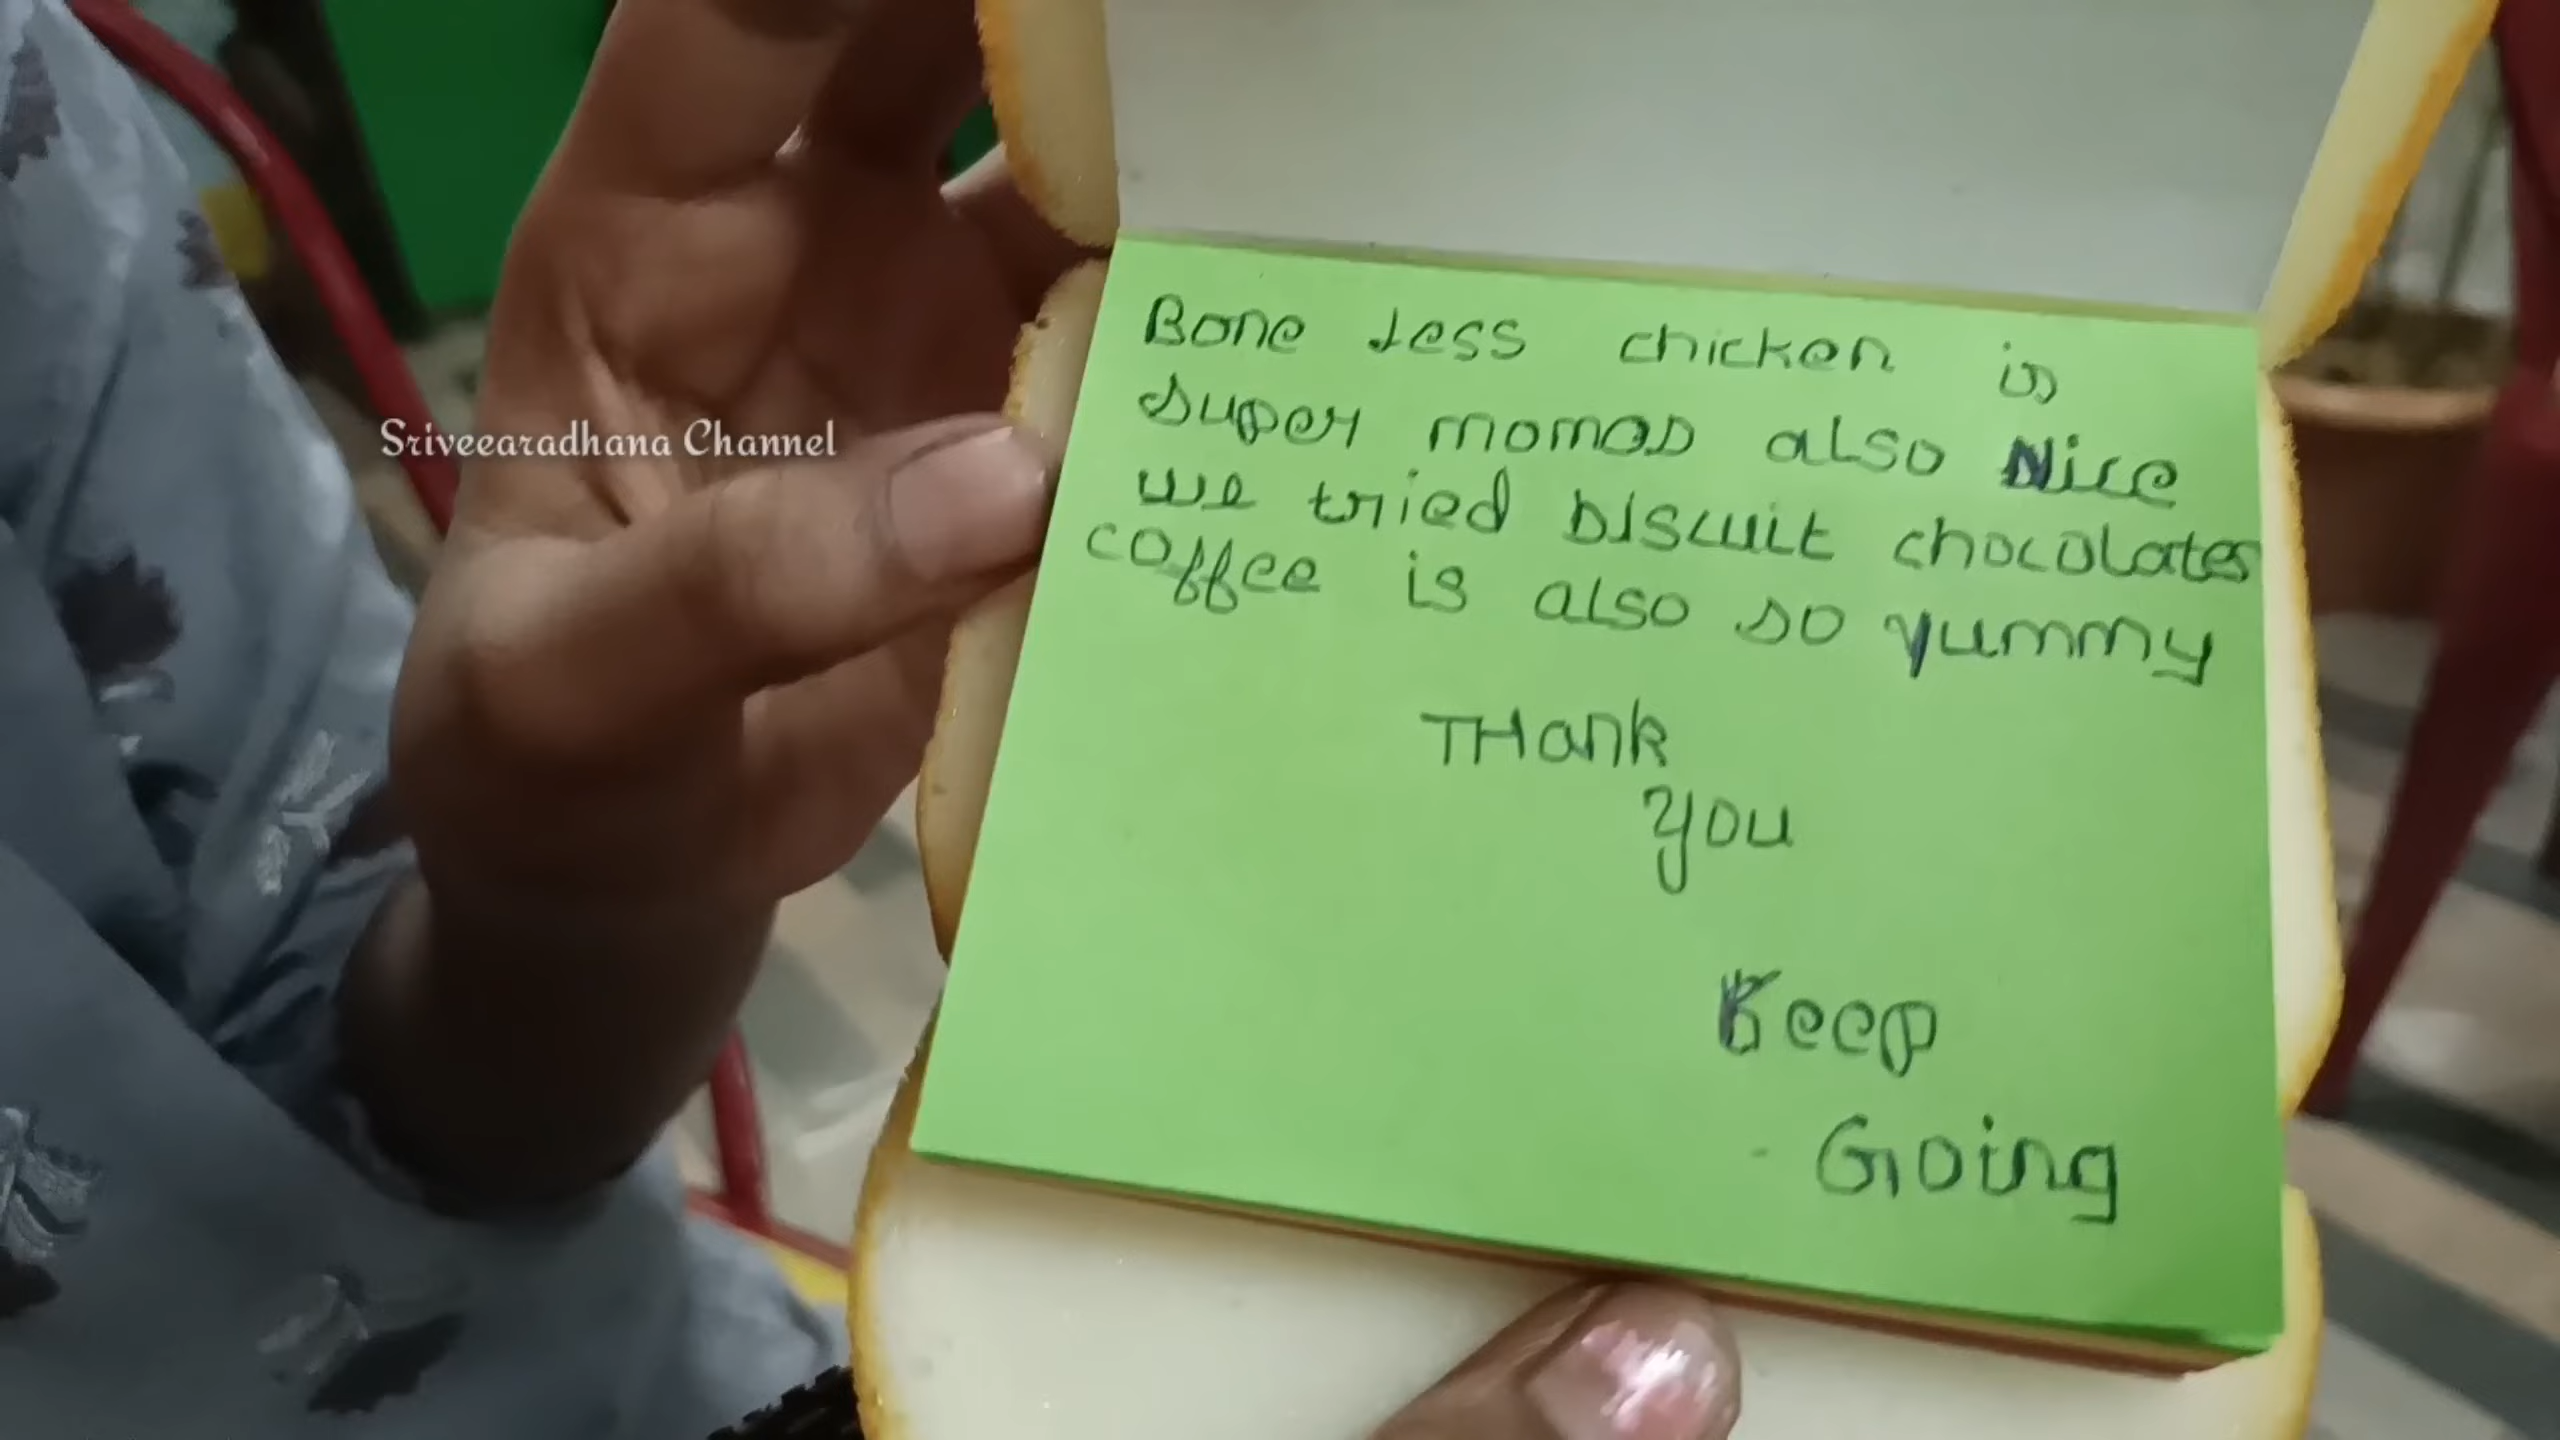 Bone Less chicken is
super momos also Nice
we tried biscuit chocolates
coffee is also so yummy
THank
you
Keep
Going
Sriveearadhana Channel